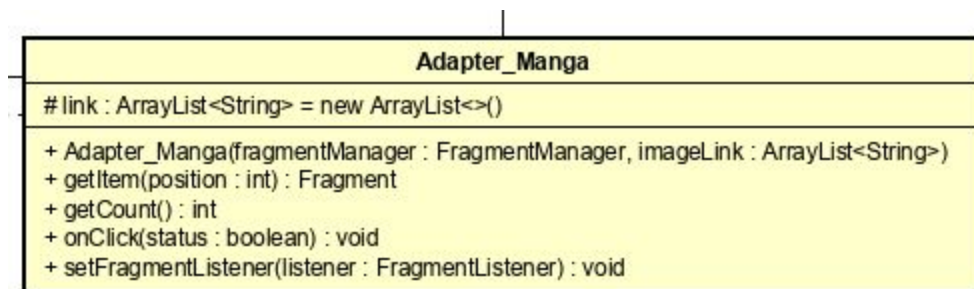 Adapter_Manga
# link : ArrayList<String> = new ArrayList<>()
+ Adapter_Manga(fragmentManager : FragmentManager, imageLink : ArrayList<String>)
+ getItem(position : int) : Fragment
+ getCount() : int
+ onClick(status : boolean) : void
+ setFragmentListener(listener : FragmentListener) : void